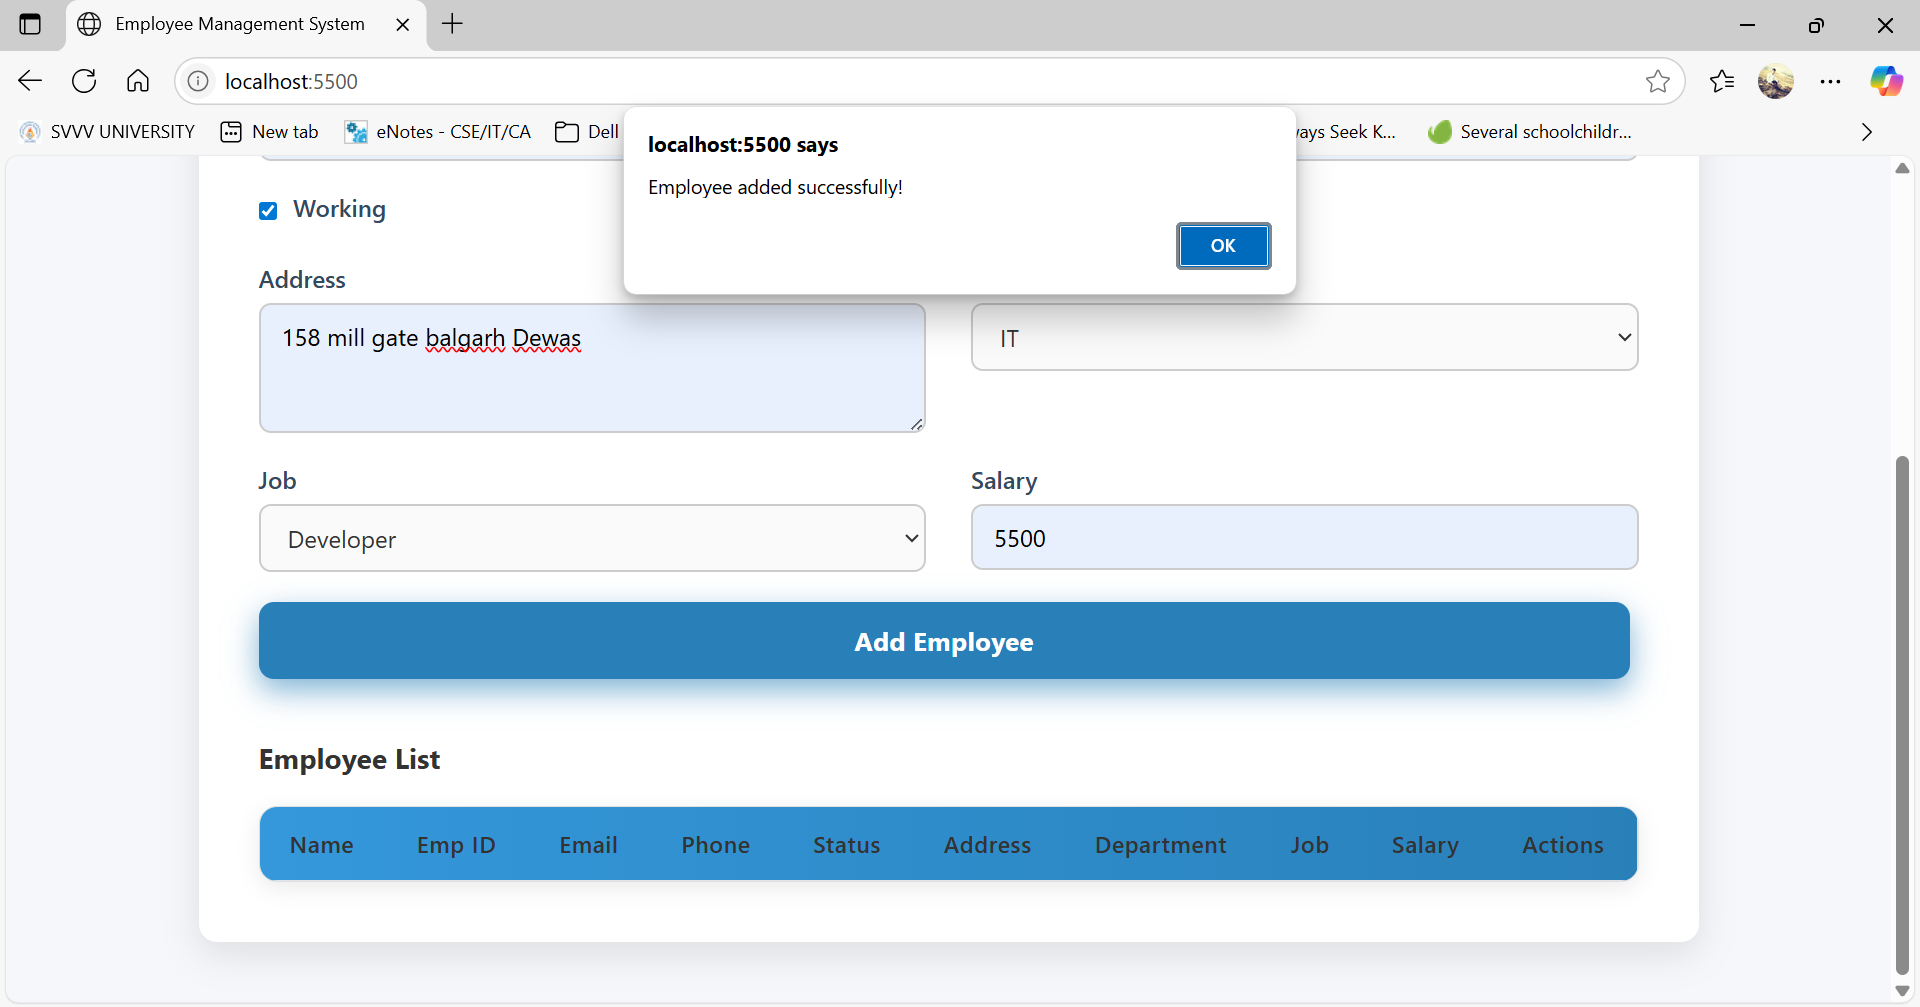 Employee Management System
localhost:5500
SVVV UNIVERSITY
New tab
eNotes - CSE/IT/CA
Dell
ays Seek K...
Several schoolchildr...
localhost:5500 says
Employee added successfully!
OK
Working
Address
158 mill gate balgarh Dewas
IT
Job
Salary
Developer
5500
Add Employee
Employee List
Name Emp ID Email Phone Status Address Department Job Salary Actions